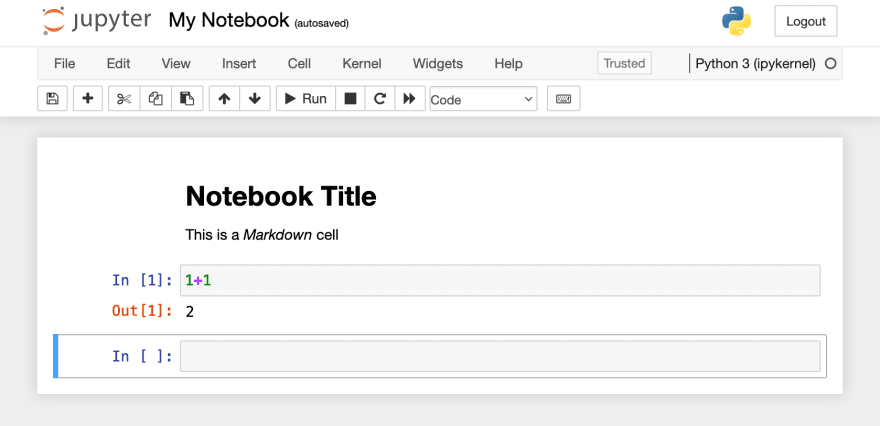 jupyter My Notebook (autosaved) Logout
File Edit View Insert Cell Kernel Widgets Help Trusted Python 3 (ipykernel)
Run Code
Notebook Title
This is a Markdown cell
In [1]: 1+1
Out[1]: 2
In [ ]: